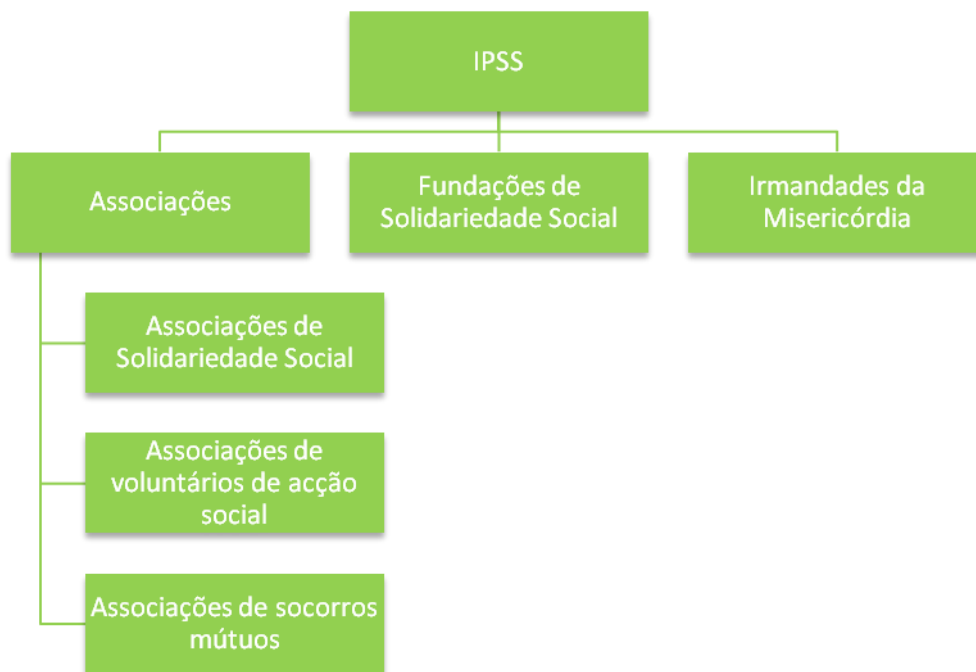 IPSS
Associações
Fundações de
Solidariedade Social
Irmandades da
Misericórdia
Associações de
Solidariedade Social
Associações de
voluntários de acção
social
Associações de socorros
mútuos